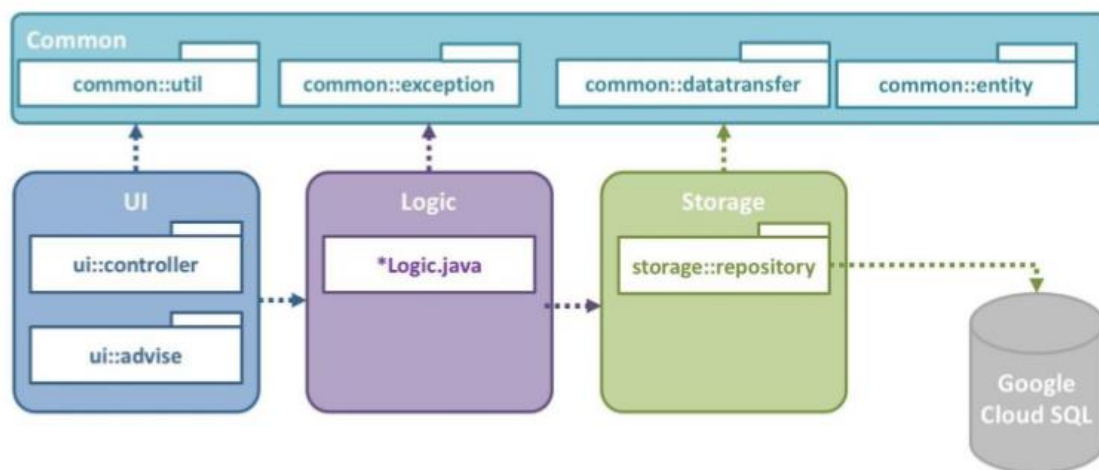 Common
common::util
common::exception
common::datatransfer
common::entity
UI
ui::controller
ui::advise
Logic
*Logic.java
Storage
storage::repository
Google
Cloud SQL